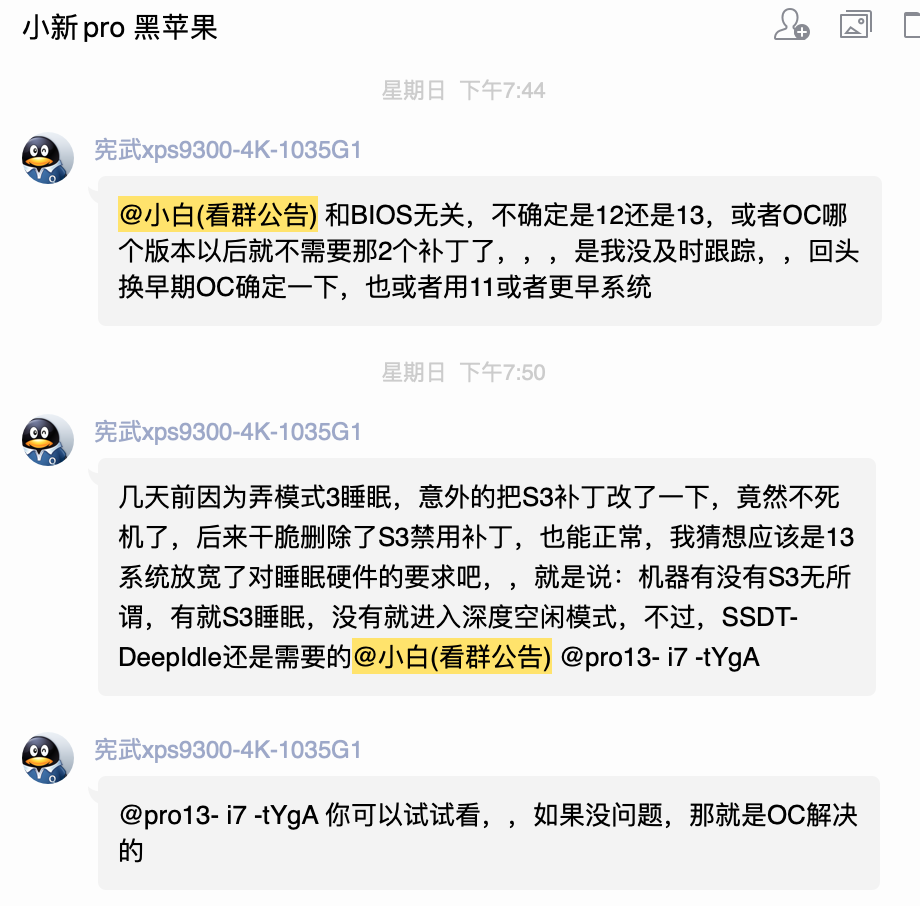 小新pro 黑苹果
星期日 下午7:44
宪武xps9300-4K-1035G1
@小白(看群公告) 和BIOS无关，不确定是12还是13，或者OC哪
个版本以后就不需要那2个补丁了，，，是我没及时跟踪，，回头
换早期OC确定一下，也或者用11或者更早系统
星期日 下午7:50
宪武xps9300-4K-1035G1
几天前因为弄模式3睡眠，意外的把S3补丁改了一下，竟然不死
机了，后来干脆删除了S3禁用补丁，也能正常，我猜想应该是13
系统放宽了对睡眠硬件的要求吧，，就是说：机器有没有S3无所
谓，有就S3睡眠，没有就进入深度空闲模式，不过，SSDT-
DeepIdle还是需要的@小白(看群公告) @pro13- i7 -tYgA
宪武xps9300-4K-1035G1
@pro13- i7 -tYgA 你可以试试看，，如果没问题，那就是OC解决
的